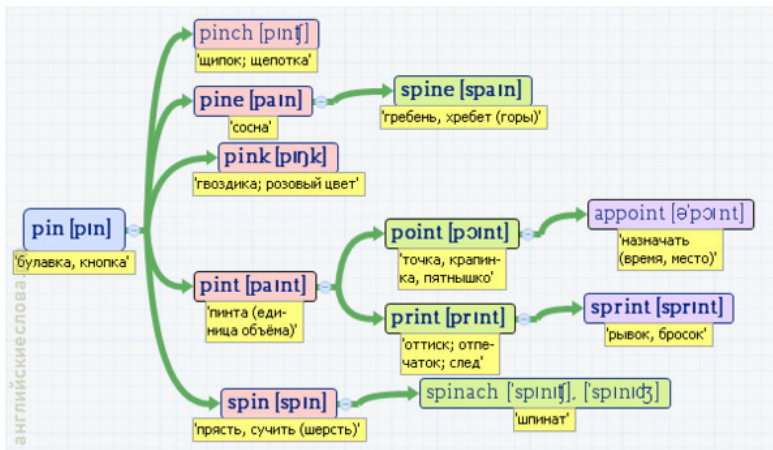 pinch [pɪnʧ]
'щипок; щепотка'
pine [paɪn]
'сосна'
spine [spaɪn]
'гребень, хребет (горы)'
pink [pɪŋk]
'гвоздика; розовый цвет'
pin [pɪn]
'булавка, кнопка'
pint [paɪnt]
'пинта (еди-
ница объёма)'
point [pɔɪnt]
'точка, крапин-
ка, пятнышко'
appoint [ə'pɔɪnt]
'назначать
(время, место)'
print [prɪnt]
'оттиск; отпе-
чаток; след'
sprint [sprɪnt]
'рывок, бросок'
spin [spɪn]
'прясть, сучить (шерсть)'
spinach ['spɪnɪʧ], ['spɪnɪʤ]
'шпинат'